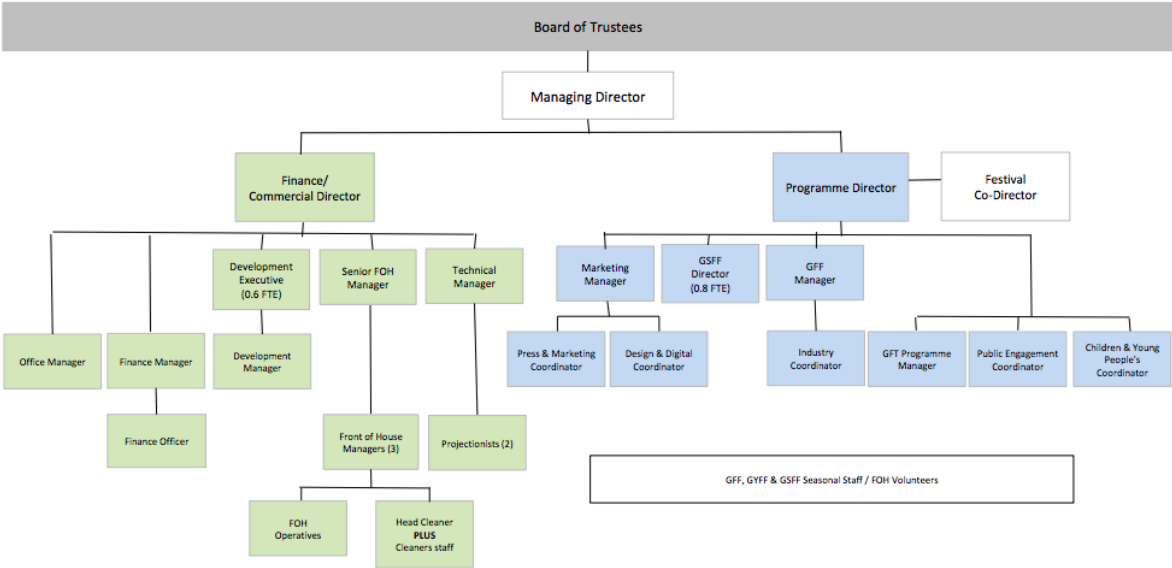 Board of Trustees
Managing Director
Finance/
Commercial Director
Programme Director
Festival
Co-Director
Development
Executive
(0.6 FTE)
Senior FOH
Manager
Technical
Manager
Marketing
Manager
GSFF
Director
(0.8 FTE)
GFF
Manager
Office Manager
Finance Manager
Development
Manager
Press & Marketing
Coordinator
Design & Digital
Coordinator
Industry
Coordinator
GFT Programme
Manager
Public Engagement
Coordinator
Children & Young
People's
Coordinator
Finance Officer
Front of House
Managers (3)
Projectionists (2)
GFF, GYFF & GSFF Seasonal Staff / FOH Volunteers
FOH
Operatives
Head Cleaner
PLUS
Cleaners staff